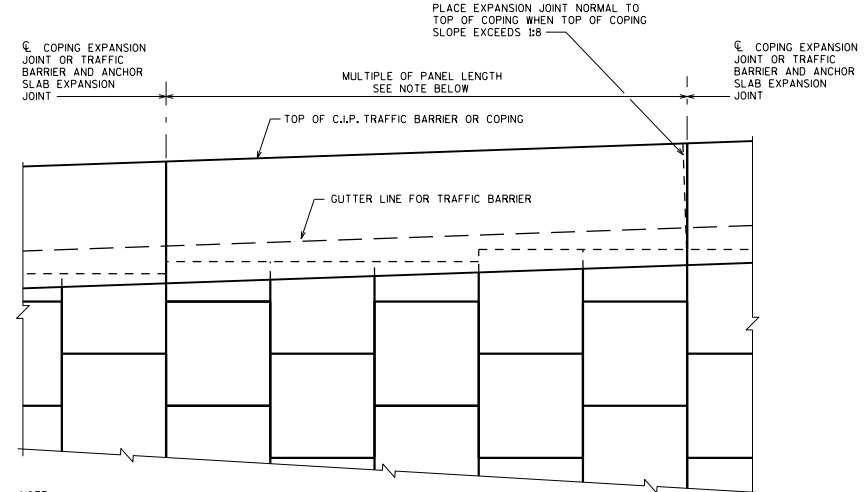 PLACE EXPANSION JOINT NORMAL TO
TOP OF COPING WHEN TOP OF COPING
SLOPE EXCEEDS 1:8
℄ COPING EXPANSION
JOINT OR TRAFFIC
BARRIER AND ANCHOR
SLAB EXPANSION
JOINT
MULTIPLE OF PANEL LENGTH
SEE NOTE BELOW
℄ COPING EXPANSION
JOINT OR TRAFFIC
BARRIER AND ANCHOR
SLAB EXPANSION
JOINT
TOP OF C.I.P. TRAFFIC BARRIER OR COPING
GUTTER LINE FOR TRAFFIC BARRIER